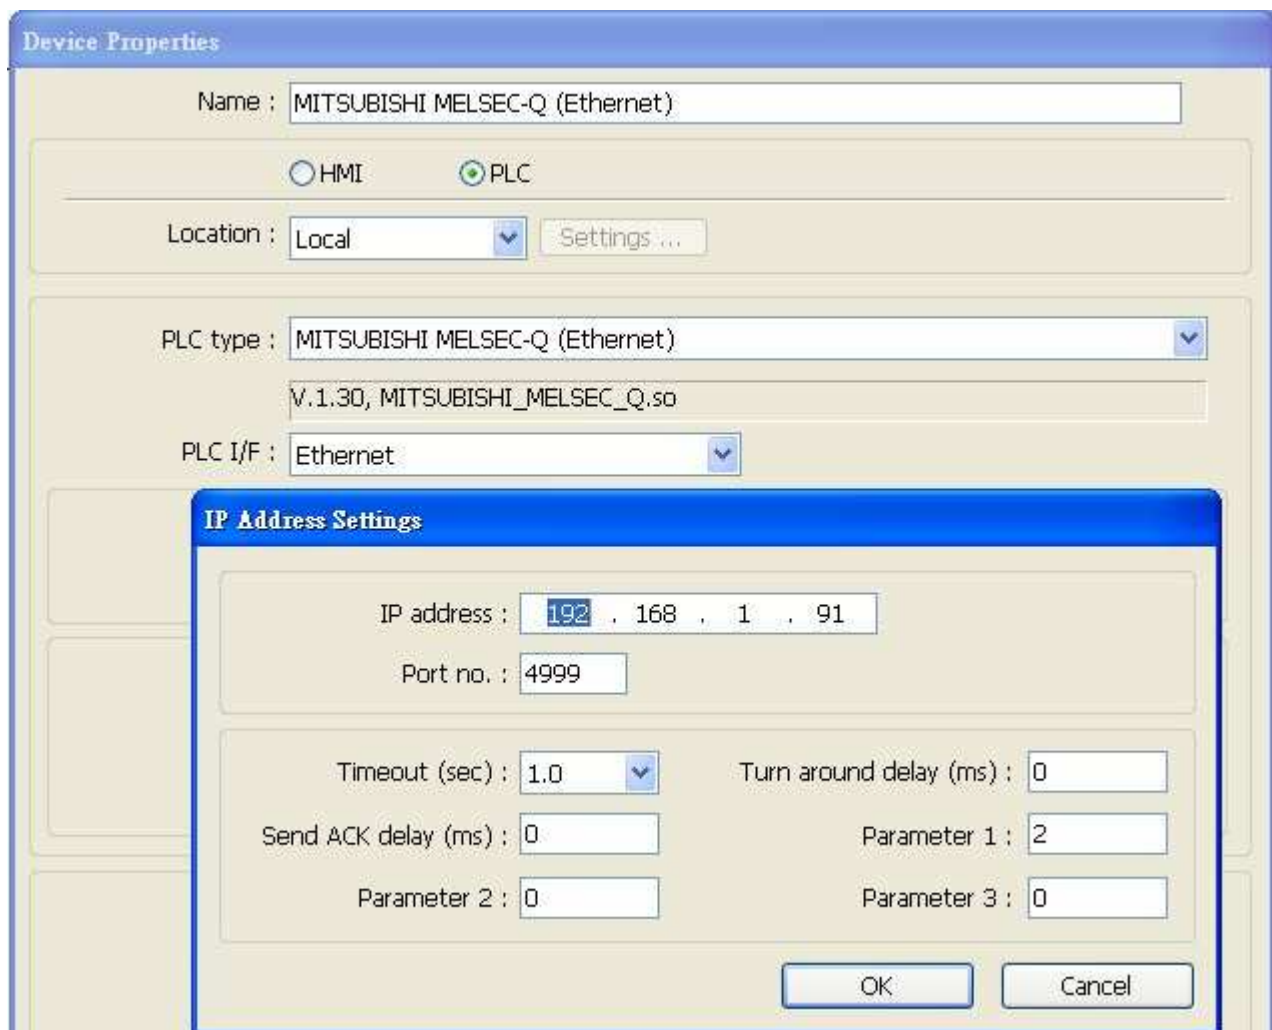 Device Properties
Name : MITSUBISHI MELSEC-Q (Ethernet)
HMI PLC
Location : Local Settings ...
PLC type : MITSUBISHI MELSEC-Q (Ethernet)
V.1.30, MITSUBISHI_MELSEC_Q.so
PLC I/F : Ethernet
IP Address Settings
IP address : 192 . 168 . 1 . 91
Port no. : 4999
Timeout (sec) : 1.0 Turn around delay (ms) : 0
Send ACK delay (ms) : 0 Parameter 1 : 2
Parameter 2 : 0 Parameter 3 : 0
OK Cancel